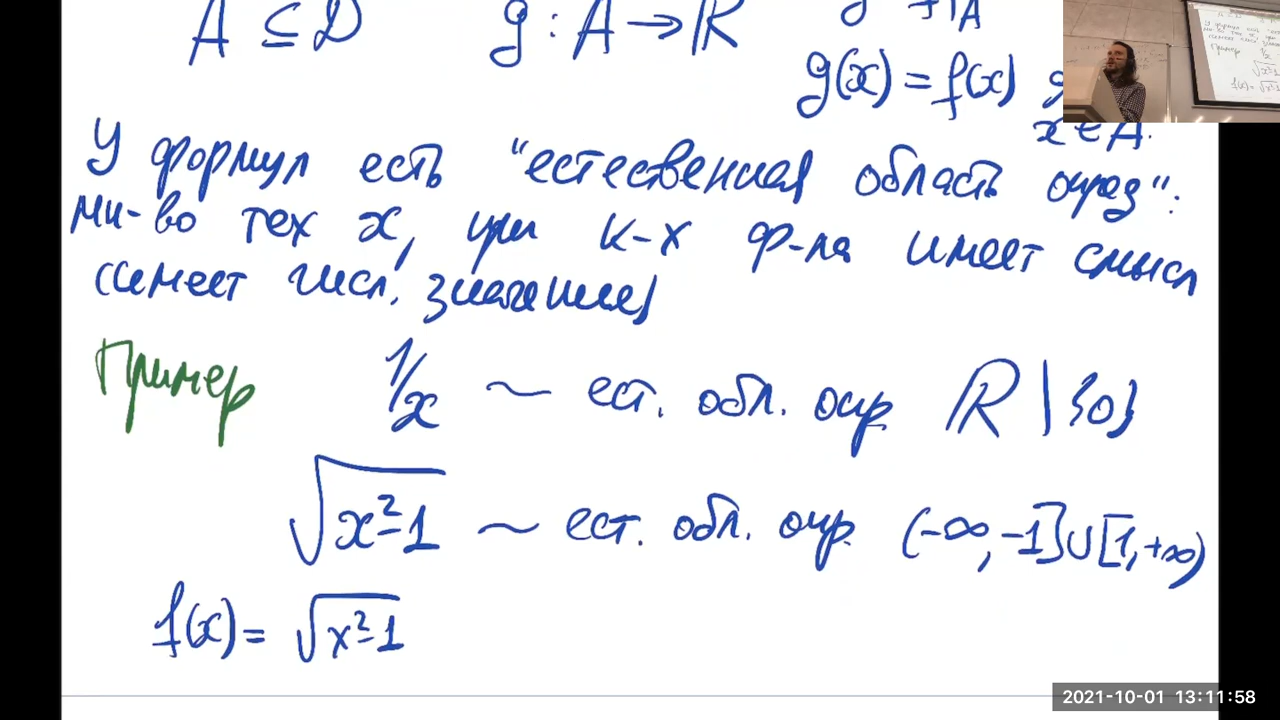 A ⊆ D g : A → ℝ
g(x) = f(x)
x ∈ A.
У формул есть "естественная область опред":
мн-во тех x, при к-х ф-ла имеет смысл
(имеет числ. значение)
Пример 1/x ~ ест. обл. опр. ℝ \ {0}
√(x²-1) ~ ест. обл. опр. (-∞, -1] ∪ [1, +∞)
f(x) = √(x²-1)
2021-10-01 13:11:58